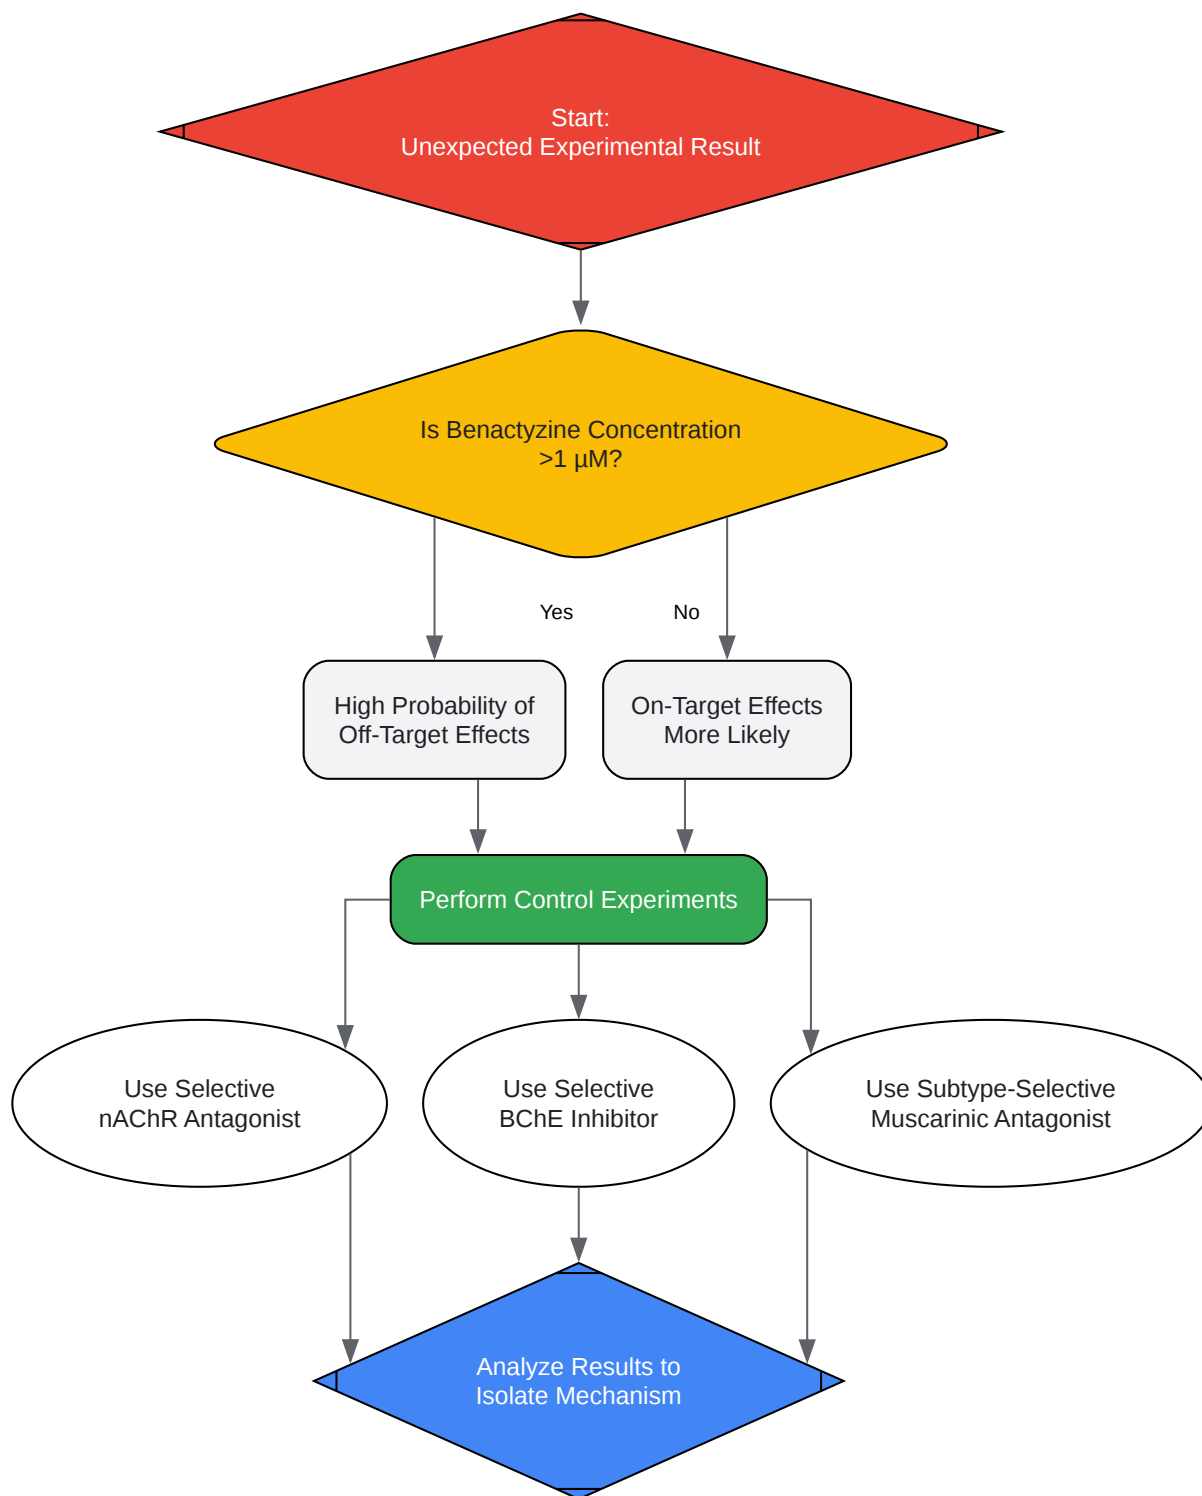 Start:
Unexpected Experimental Result
Is Benactyzine Concentration
>1 µM?
Yes
No
High Probability of
Off-Target Effects
On-Target Effects
More Likely
Perform Control Experiments
Use Selective
nAChR Antagonist
Use Selective
BChE Inhibitor
Use Subtype-Selective
Muscarinic Antagonist
Analyze Results to
Isolate Mechanism